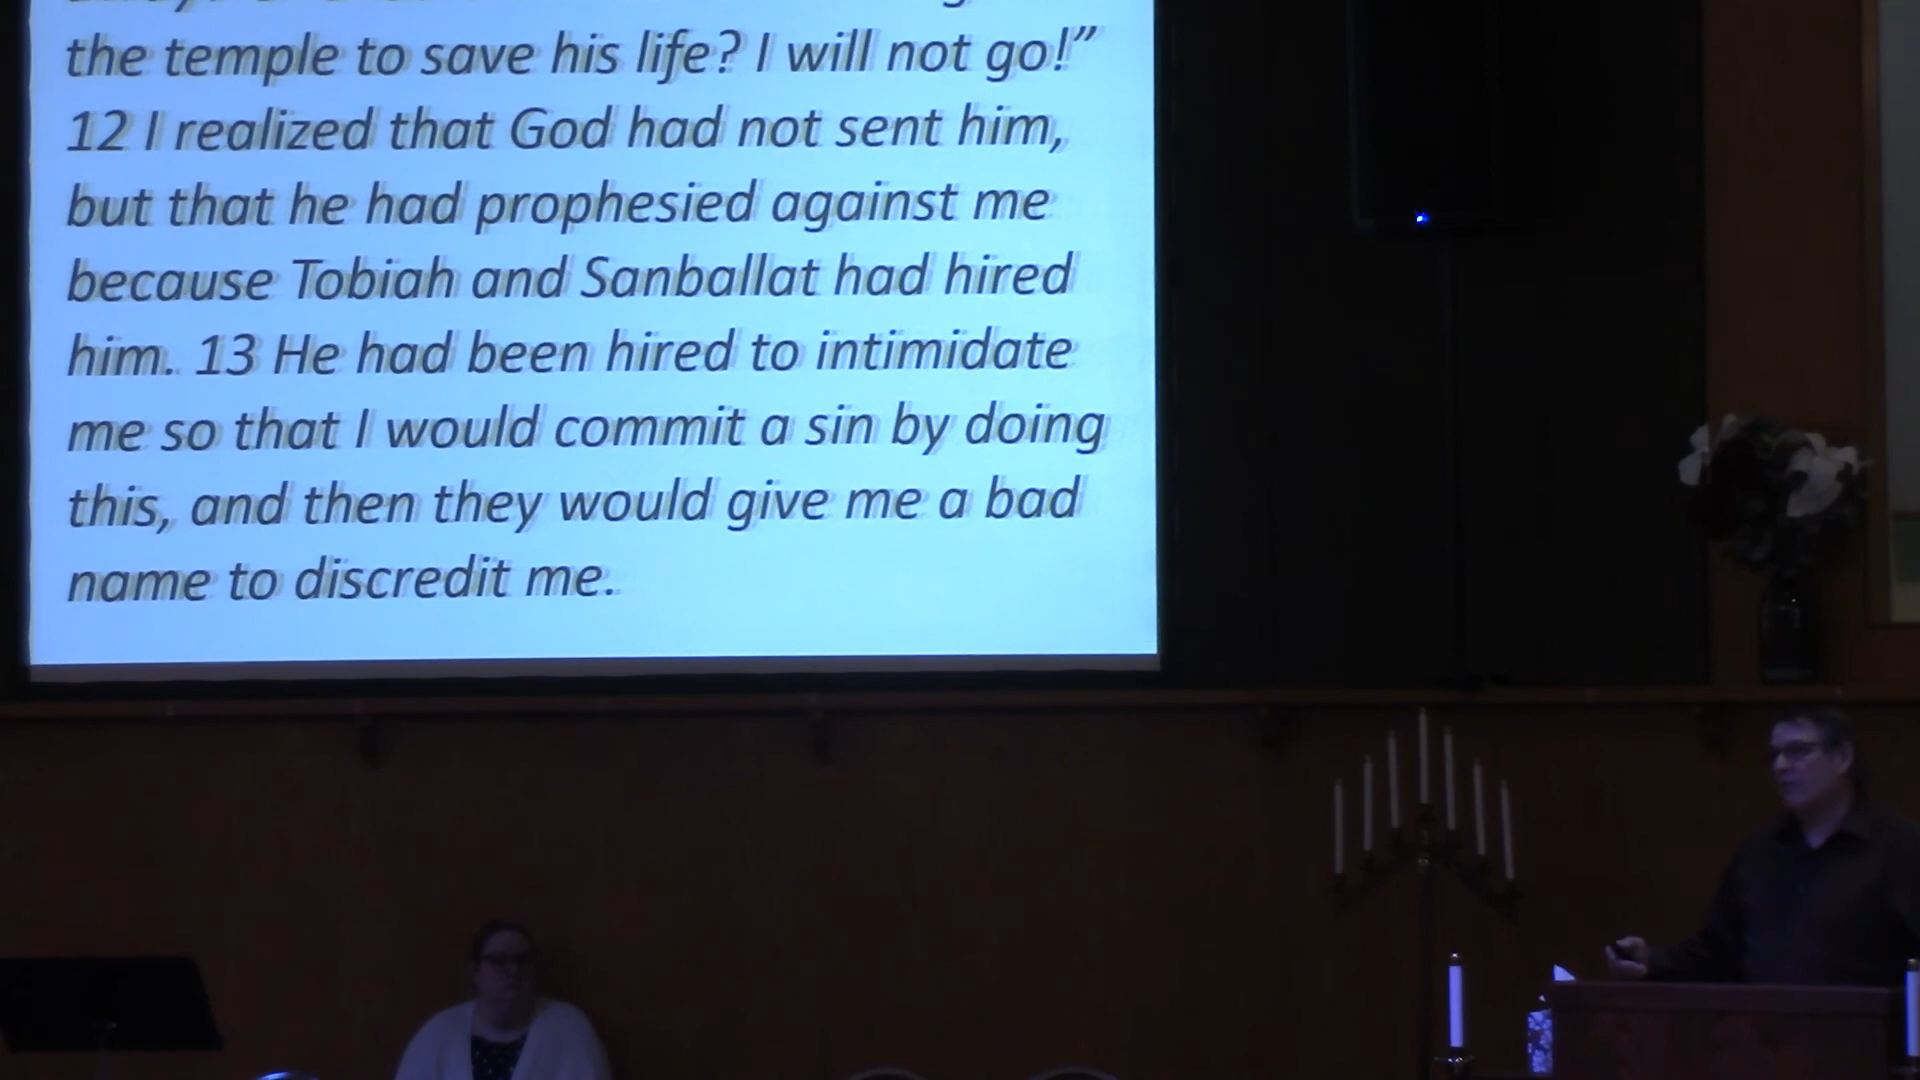 the temple to save his life? I will not go!”
12 I realized that God had not sent him,
but that he had prophesied against me
because Tobiah and Sanballat had hired
him. 13 He had been hired to intimidate
me so that I would commit a sin by doing
this, and then they would give me a bad
name to discredit me.